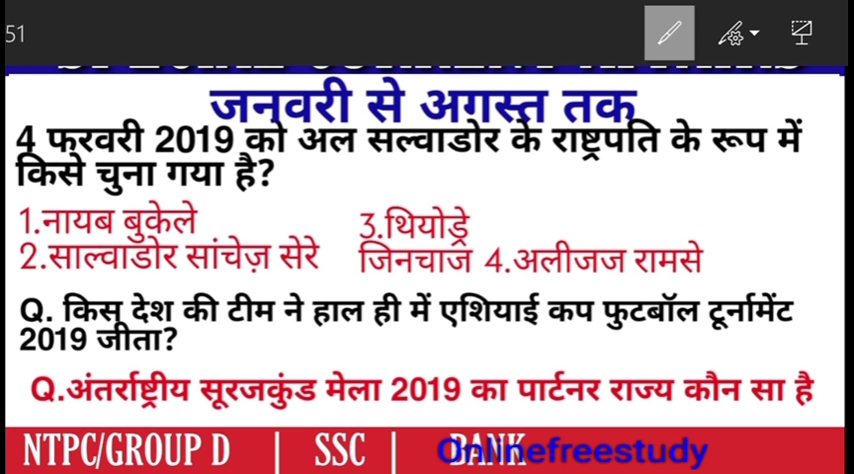 51
जनवरी से अगस्त तक
4 फरवरी 2019 को अल सल्वाडोर के राष्ट्रपति के रूप में
किसे चुना गया है?
1.नायब बुकेले
3.थियोड्रे
2.साल्वाडोर सांचेज़ सेरे
जिनचाज 4.अलीजज रामसे
Q. किस देश की टीम ने हाल ही में एशियाई कप फुटबॉल टूर्नामेंट
2019 जीता?
Q.अंतर्राष्ट्रीय सूरजकुंड मेला 2019 का पार्टनर राज्य कौन सा है
NTPC/GROUP D | SSC | BANK
Onlinefreestudy